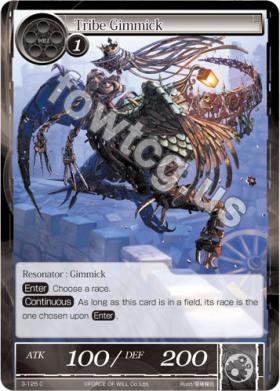 Tribe Gimmick
WILL
1
fowtcg.us
Resonator : Gimmick
Enter Choose a race.
Continuous As long as this card is in field, its race is the
one chosen upon Enter.
3-125 C
ATK 100/ DEF 200
©FORCE OF WILL Co.Ltd.